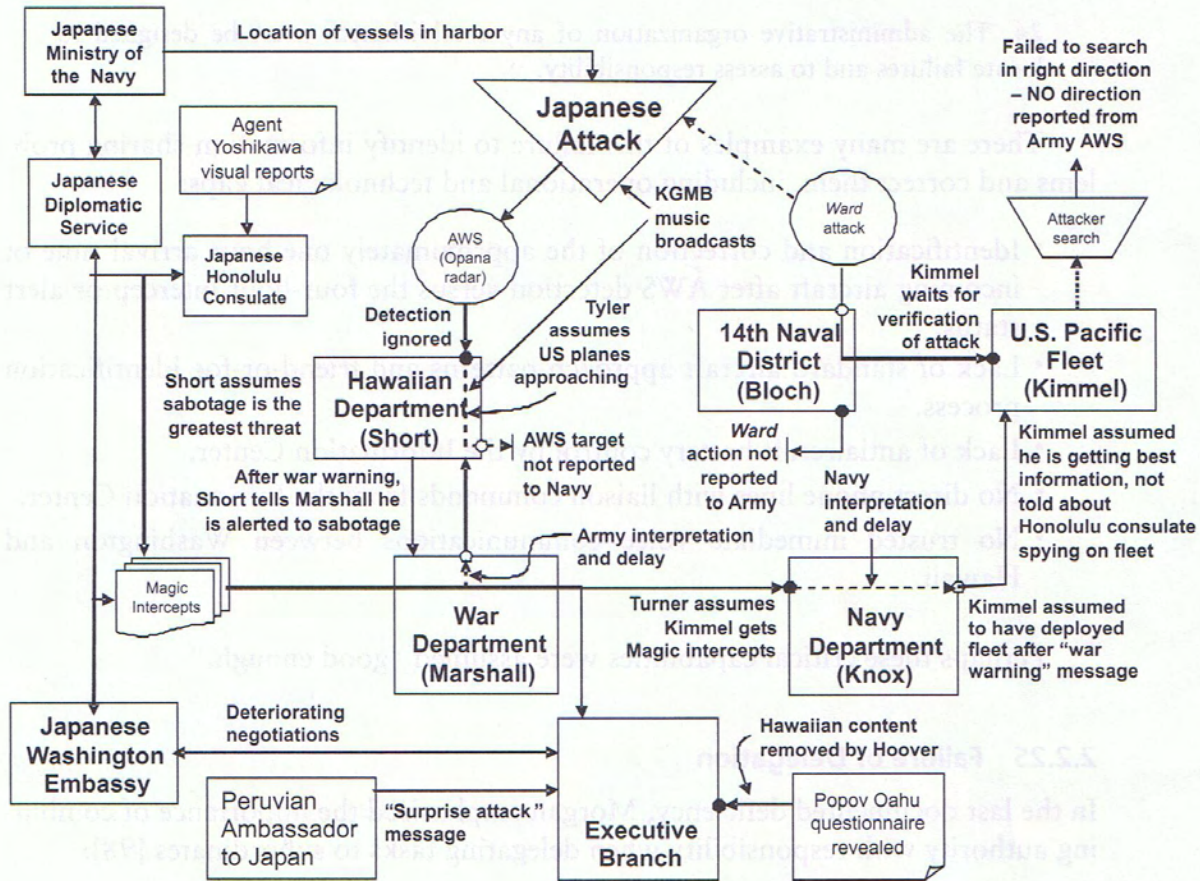 Japanese
Ministry of
the Navy
Location of vessels in harbor
Failed to search
in right direction
– NO direction
reported from
Army AWS
Agent
Yoshikawa
visual reports
Japanese
Attack
Japanese
Diplomatic
Service
KGMB
music
broadcasts
Ward
attack
Attacker
search
AWS
(Opana
radar)
Japanese
Honolulu
Consulate
Detection
ignored
Tyler
assumes
US planes
approaching
Kimmel
waits for
verification
of attack
14th Naval
District
(Bloch)
U.S. Pacific
Fleet
(Kimmel)
Short assumes
sabotage is the
greatest threat
Hawaiian
Department
(Short)
AWS target
not reported
to Navy
Ward
action not
reported
to Army
Kimmel assumed
he is getting best
information, not
told about
Honolulu consulate
spying on fleet
After war warning,
Short tells Marshall he
is alerted to sabotage
Navy
interpretation
and delay
Army interpretation
and delay
Magic
Intercepts
War
Department
(Marshall)
Turner assumes
Kimmel gets
Magic intercepts
Navy
Department
(Knox)
Kimmel assumed
to have deployed
fleet after “war
warning” message
Japanese
Washington
Embassy
Deteriorating
negotiations
Hawaiian content
removed by Hoover
Peruvian
Ambassador
to Japan
“Surprise attack”
message
Executive
Branch
Popov Oahu
questionnaire
revealed